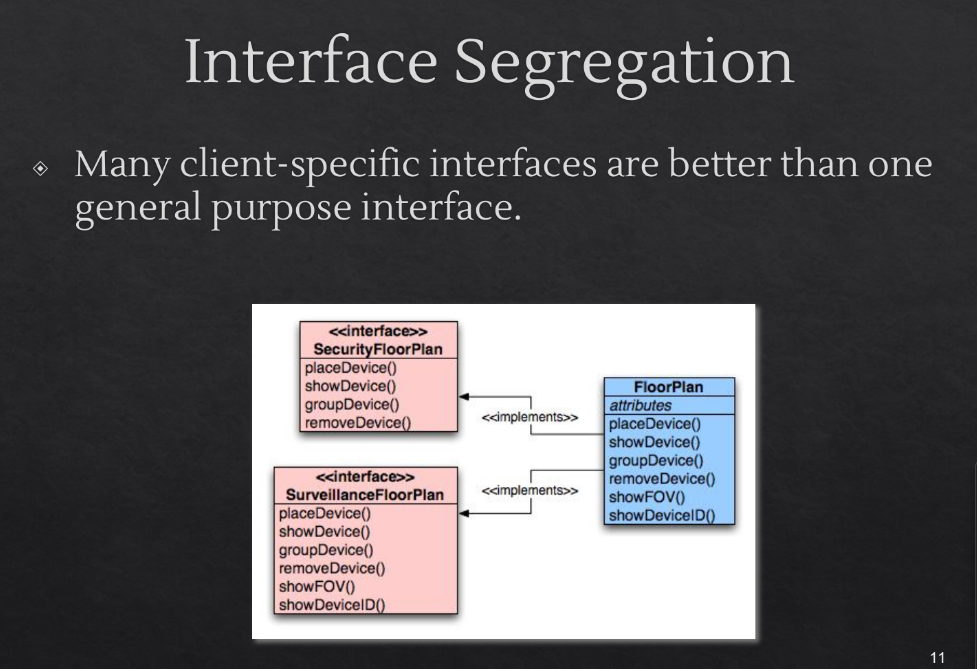 Interface Segregation
Many client-specific interfaces are better than one
general purpose interface.
<<interface>>
SecurityFloorPlan
placeDevice()
showDevice()
groupDevice()
removeDevice()
<<implements>>
FloorPlan
attributes
placeDevice()
showDevice()
groupDevice()
removeDevice()
showFOV()
showDeviceID()
<<interface>>
SurveillanceFloorPlan
placeDevice()
showDevice()
groupDevice()
removeDevice()
showFOV()
showDeviceID()
<<implements>>
11